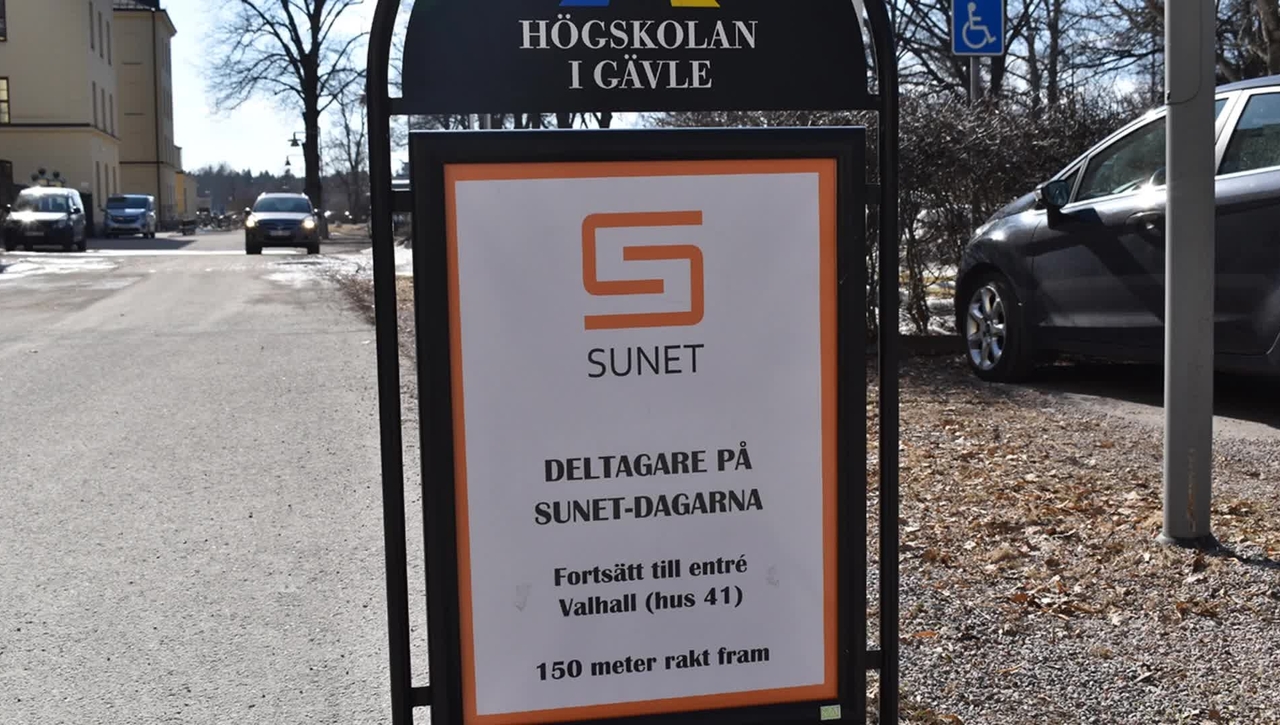 HÖGSKOLAN
I GÄVLE
SUNET
DELTAGARE PÅ
SUNET-DAGARNA
Fortsätt till entré
Valhall (hus 41)
150 meter rakt fram